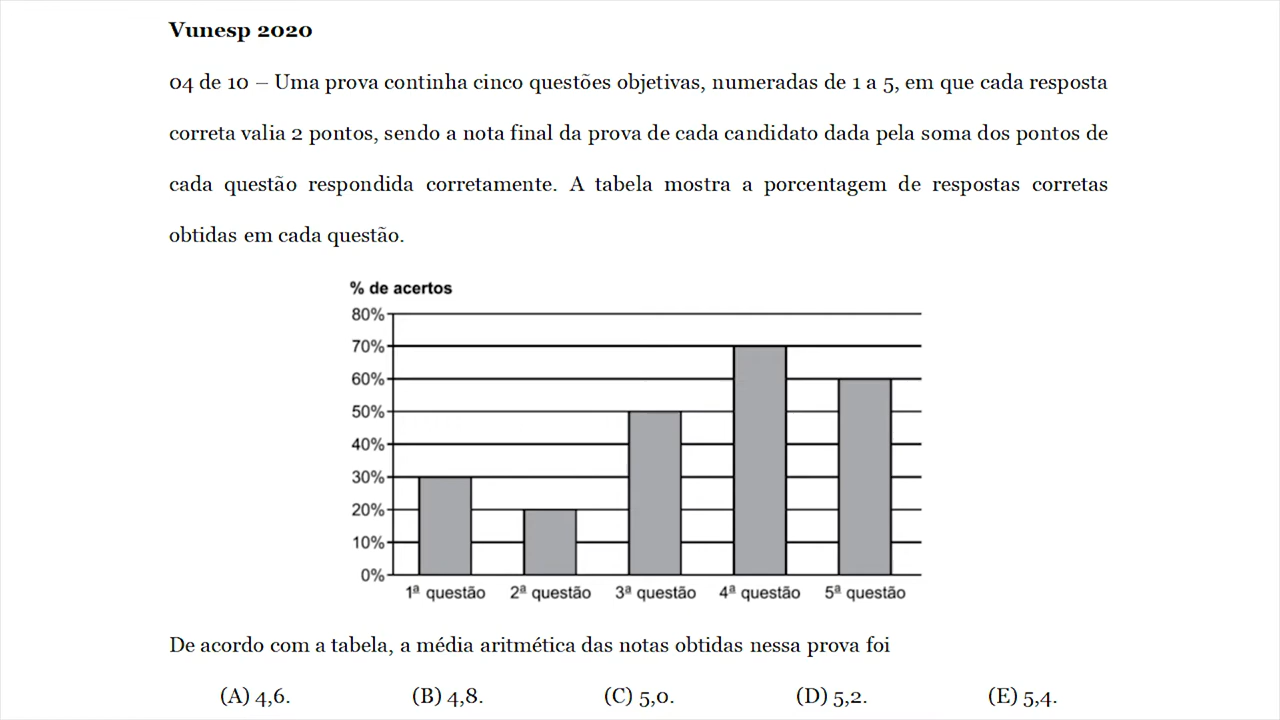 Vunesp 2020
04 de 10 – Uma prova continha cinco questões objetivas, numeradas de 1 a 5, em que cada resposta
correta valia 2 pontos, sendo a nota final da prova de cada candidato dada pela soma dos pontos de
cada questão respondida corretamente. A tabela mostra a porcentagem de respostas corretas
obtidas em cada questão.
% de acertos
80%
70%
60%
50%
40%
30%
20%
10%
0%
1ª questão 2ª questão 3ª questão 4ª questão 5ª questão
De acordo com a tabela, a média aritmética das notas obtidas nessa prova foi
(A) 4,6. (B) 4,8. (C) 5,0. (D) 5,2. (E) 5,4.